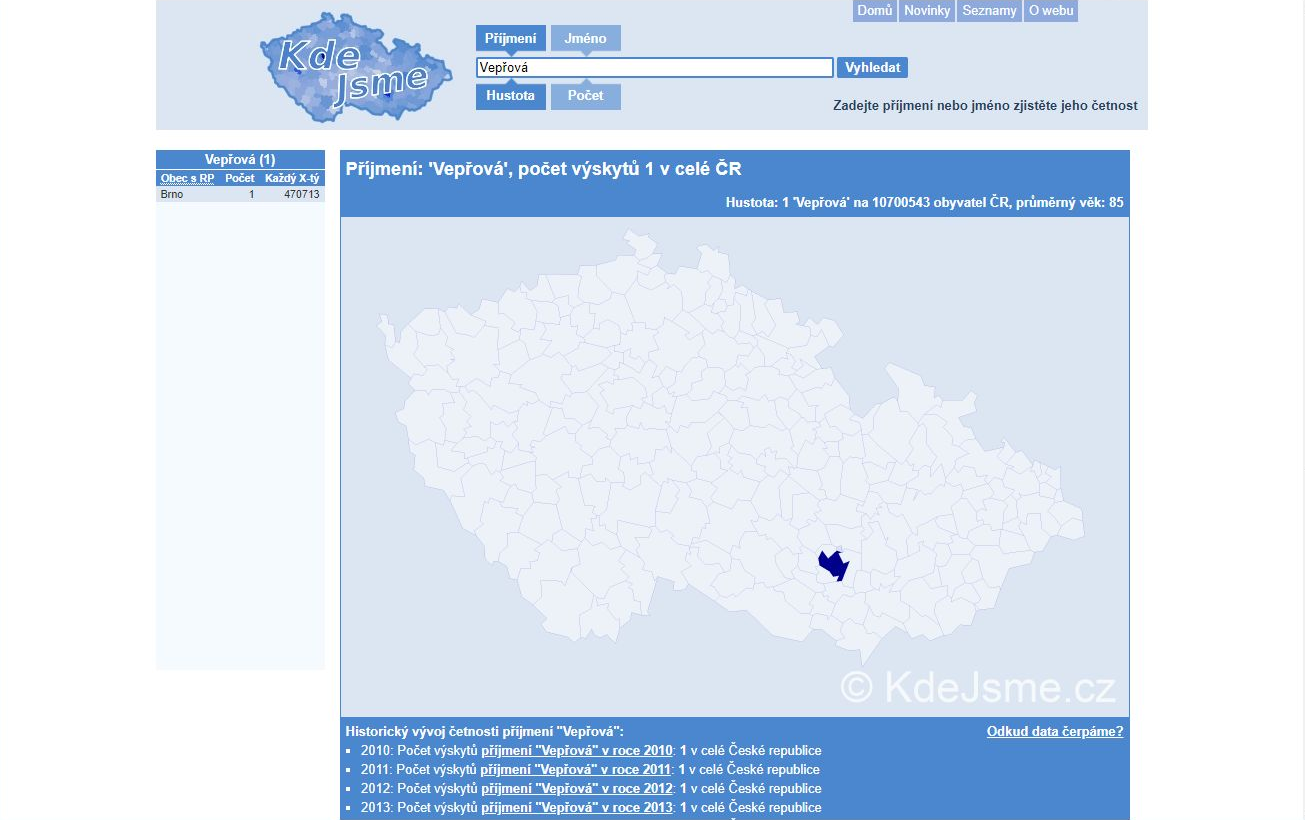 Domů Novinky Seznamy O webu
Kde
Jsme
Příjmení Jméno
Vepřová Vyhledat
Hustota Počet
Zadejte příjmení nebo jméno zjistěte jeho četnost
Vepřová (1)
Obec s RP Počet Každý X-tý
Brno 1 470713
Příjmení: 'Vepřová', počet výskytů 1 v celé ČR
Hustota: 1 'Vepřová' na 10700543 obyvatel ČR, průměrný věk: 85
© KdeJsme.cz
Historický vývoj četnosti příjmení "Vepřová": Odkud data čerpáme?
2010: Počet výskytů příjmení "Vepřová" v roce 2010: 1 v celé České republice
2011: Počet výskytů příjmení "Vepřová" v roce 2011: 1 v celé České republice
2012: Počet výskytů příjmení "Vepřová" v roce 2012: 1 v celé České republice
2013: Počet výskytů příjmení "Vepřová" v roce 2013: 1 v celé České republice